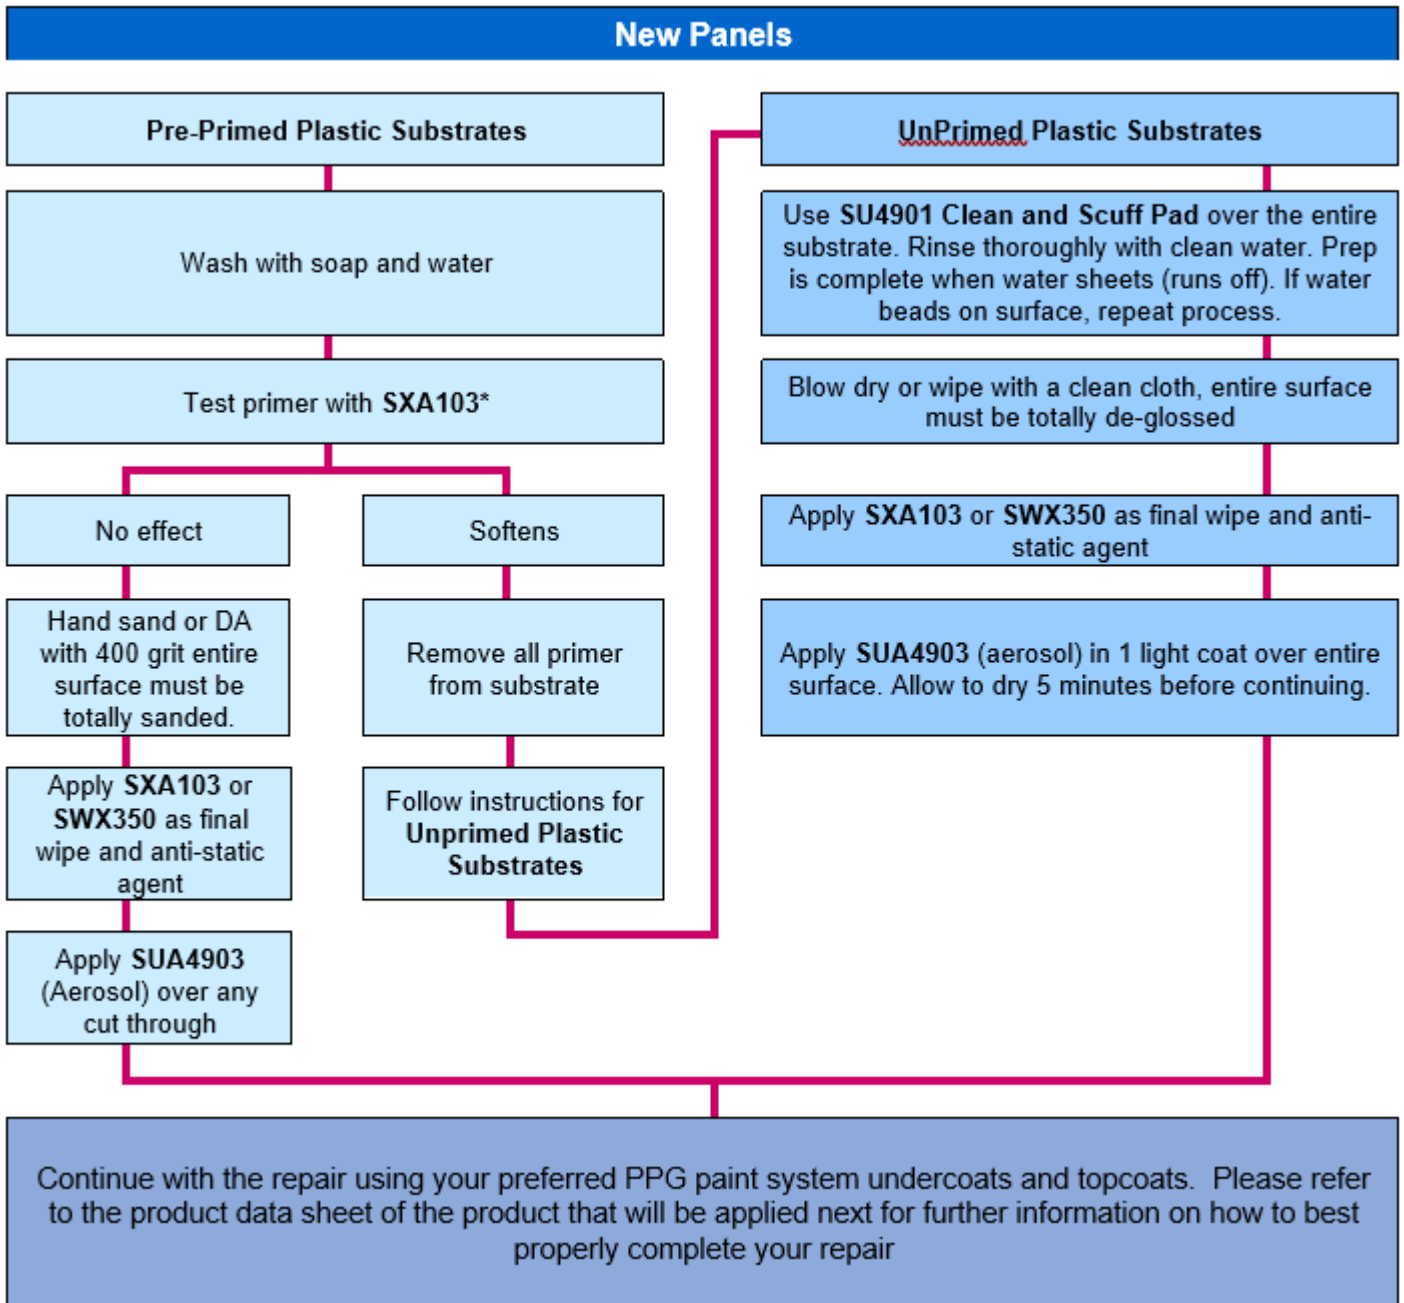 New Panels
Pre-Primed Plastic Substrates
Wash with soap and water
Test primer with SXA103*
No effect
Hand sand or DA
with 400 grit entire
surface must be
totally sanded.
Apply SXA103 or
SWX350 as final
wipe and anti-static
agent
Apply SUA4903
(Aerosol) over any
cut through
Softens
Remove all primer
from substrate
Follow instructions for
Unprimed Plastic
Substrates
UnPrimed Plastic Substrates
Use SU4901 Clean and Scuff Pad over the entire
substrate. Rinse thoroughly with clean water. Prep
is complete when water sheets (runs off). If water
beads on surface, repeat process.
Blow dry or wipe with a clean cloth, entire surface
must be totally de-glossed
Apply SXA103 or SWX350 as final wipe and anti-
static agent
Apply SUA4903 (aerosol) in 1 light coat over entire
surface. Allow to dry 5 minutes before continuing.
Continue with the repair using your preferred PPG paint system undercoats and topcoats.  Please refer
to the product data sheet of the product that will be applied next for further information on how to best
properly complete your repair